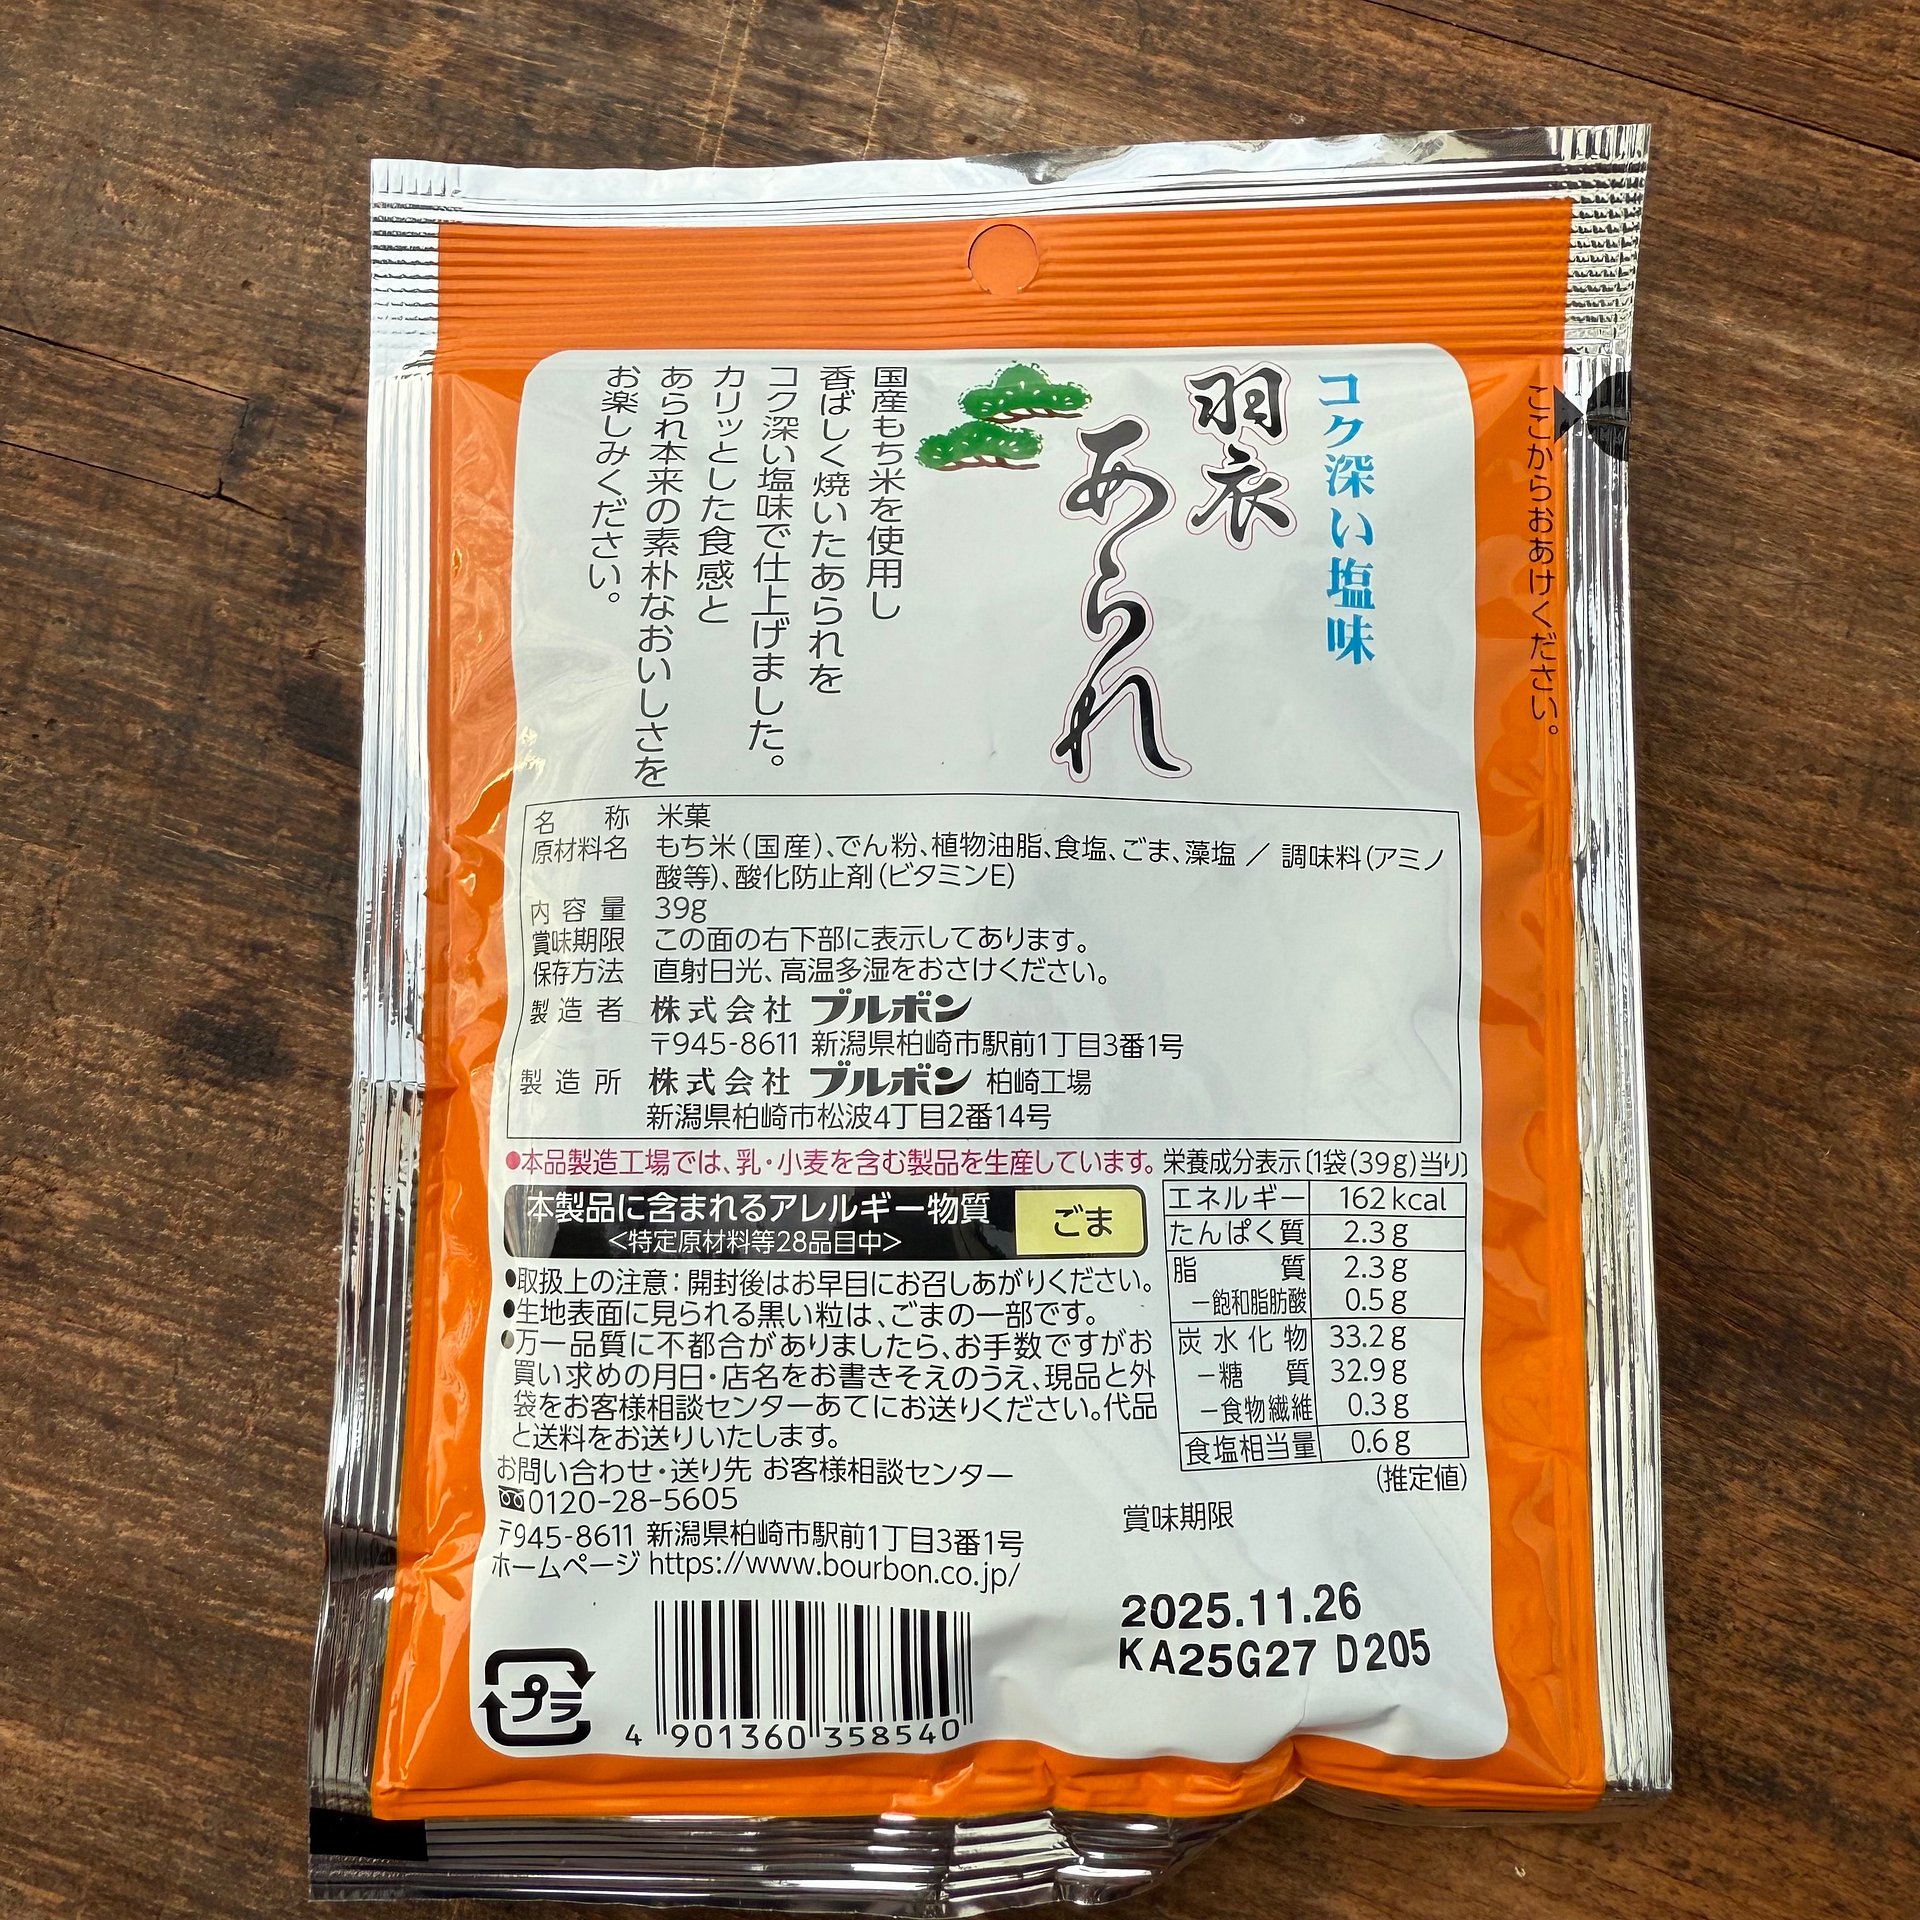 ここからおあけください。
コク深い塩味
羽衣
あられ
国産もち米を使用し
香ばしく焼いたあられを
コク深い塩味で仕上げました。
カリッとした食感と
あられ本来の素朴なおいしさを
お楽しみください。
名称 米菓
原材料名 もち米(国産)、でん粉、植物油脂、食塩、ごま、藻塩 / 調味料(アミノ
酸等)、酸化防止剤(ビタミンE)
内容量 39g
賞味期限 この面の右下部に表示してあります。
保存方法 直射日光、高温多湿をおさけください。
製造者 株式会社 ブルボン
〒945-8611 新潟県柏崎市駅前1丁目3番1号
製造所 株式会社 ブルボン 柏崎工場
新潟県柏崎市松波4丁目2番14号
●本品製造工場では、乳・小麦を含む製品を生産しています。
本製品に含まれるアレルギー物質
<特定原材料等28品目中>
ごま
●取扱上の注意:開封後はお早目にお召しあがりください。
●生地表面に見られる黒い粒は、ごまの一部です。
●万一品質に不都合がありましたら、お手数ですがお
買い求めの月日・店名をお書きそえのうえ、現品と外
袋をお客様相談センターあてにお送りください。代品
と送料をお送りいたします。
お問い合わせ・送り先 お客様相談センター
0120-28-5605
〒945-8611 新潟県柏崎市駅前1丁目3番1号
ホームページ https://www.bourbon.co.jp/
栄養成分表示〔1袋(39g)当り〕
エネルギー 162kcal
たんぱく質 2.3g
脂質 2.3g
−飽和脂肪酸 0.5g
炭水化物 33.2g
−糖質 32.9g
−食物繊維 0.3g
食塩相当量 0.6g
(推定値)
賞味期限
2025.11.26
KA25G27 D205
プラ
4 901360 358540